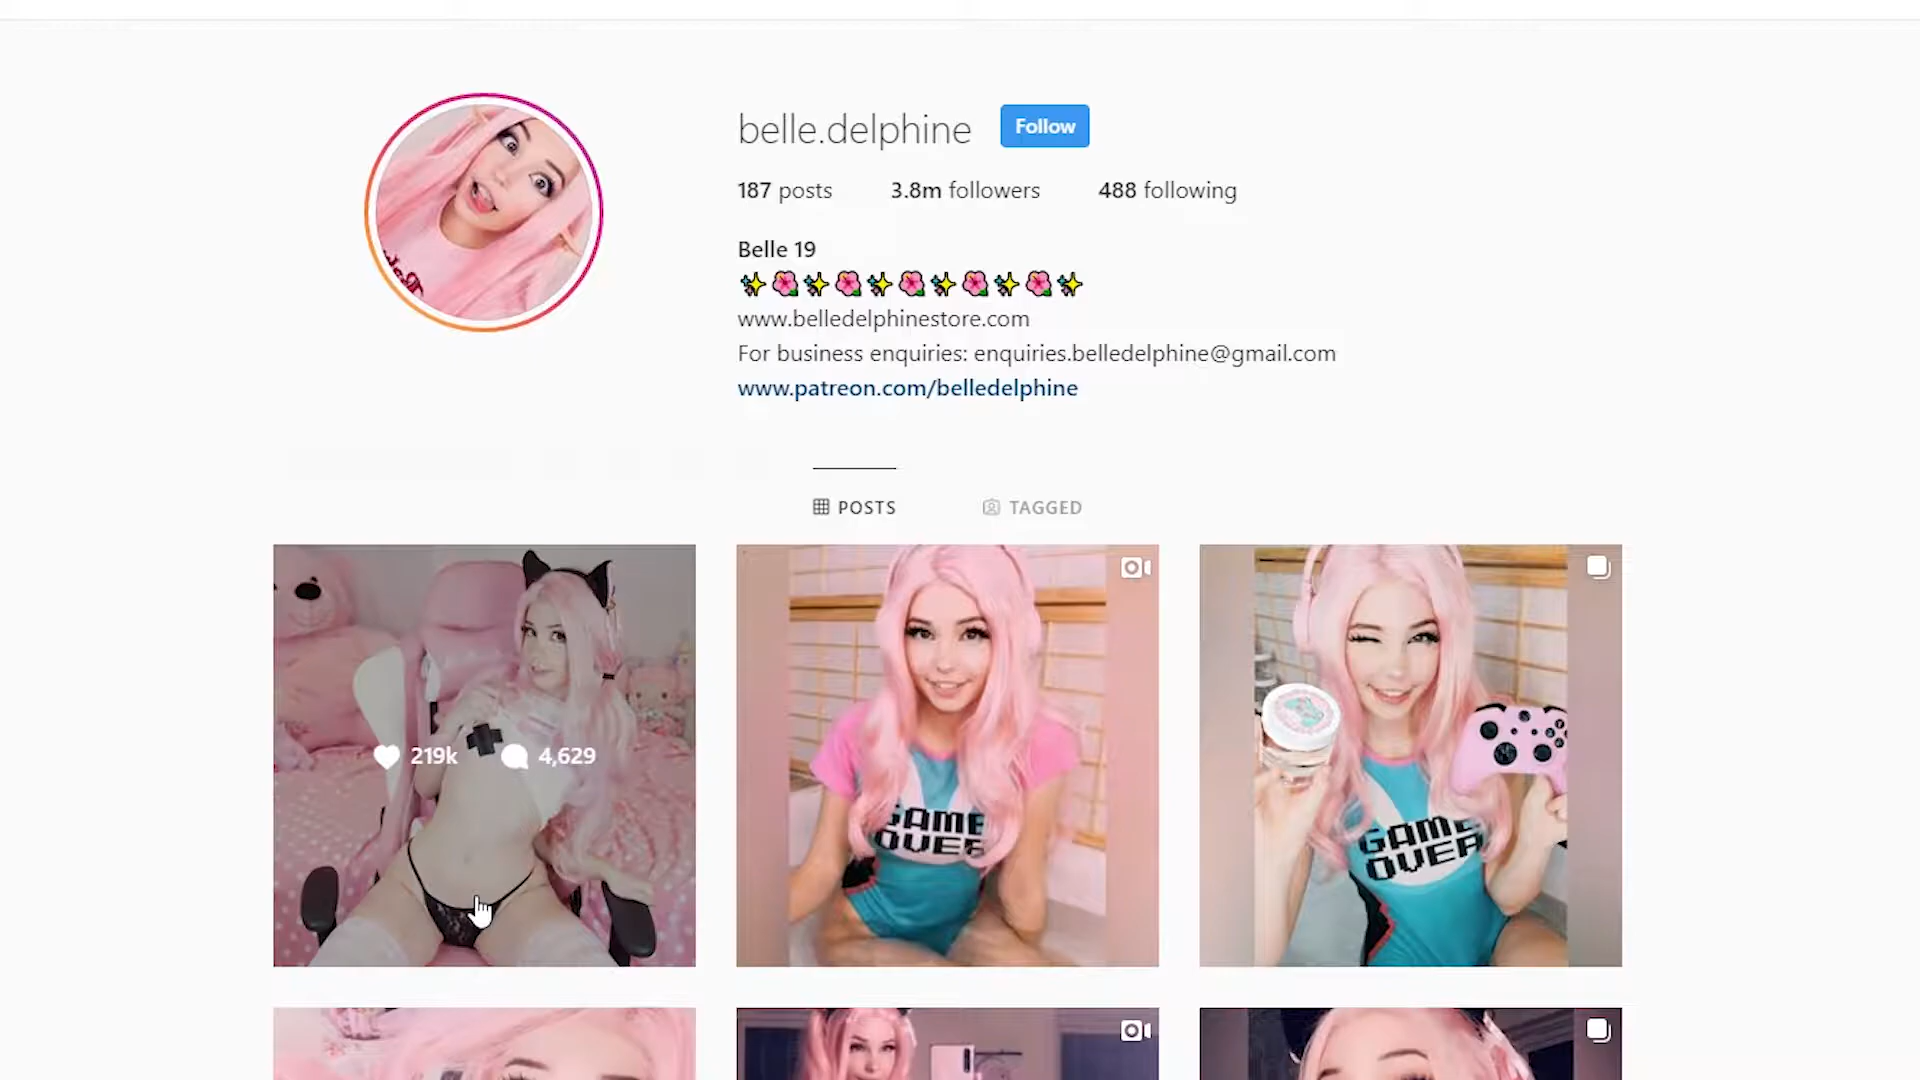 belle.delphine Follow
187 posts 3.8m followers 488 following
Belle 19
✨🌺✨🌺✨🌺✨🌺✨🌺✨
www.belledelphinestore.com
For business enquiries: enquiries.belledelphine@gmail.com
www.patreon.com/belledelphine
POSTS TAGGED
219k 4,629
GAME
OVER
GAME
OVER